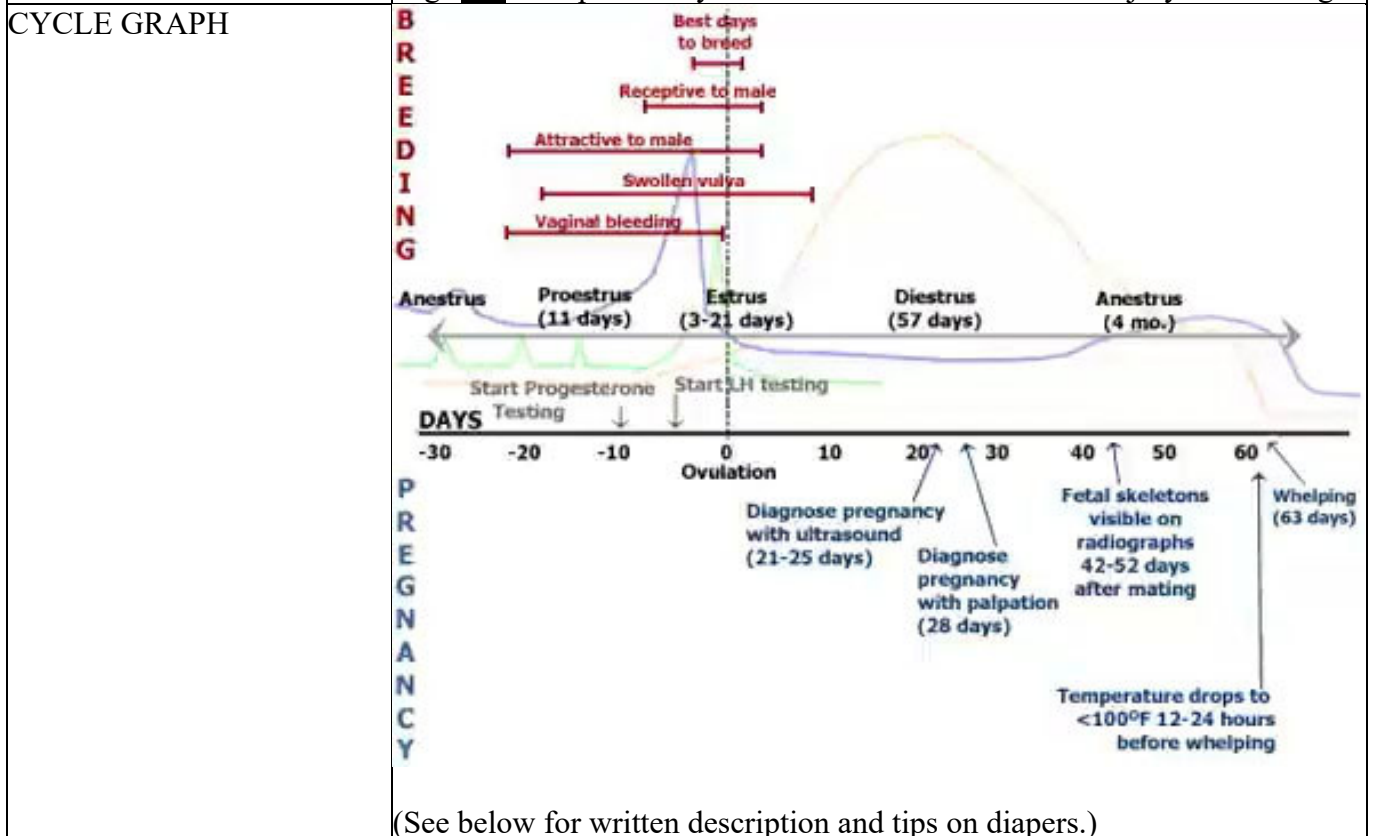 CYCLE GRAPH
BREEDING
Best days
to breed
Receptive to male
Attractive to male
Swollen vulva
Vaginal bleeding
Anestrus
Proestrus
(11 days)
Estrus
(3-21 days)
Diestrus
(57 days)
Anestrus
(4 mo.)
Start Progesterone
Testing
Start LH testing
DAYS
-30 -20 -10 0 10 20 30 40 50 60
Ovulation
PREGNANCY
Diagnose pregnancy
with ultrasound
(21-25 days)
Diagnose
pregnancy
with palpation
(28 days)
Fetal skeletons
visible on
radiographs
42-52 days
after mating
Whelping
(63 days)
Temperature drops to
<100ºF 12-24 hours
before whelping
(See below for written description and tips on diapers.)